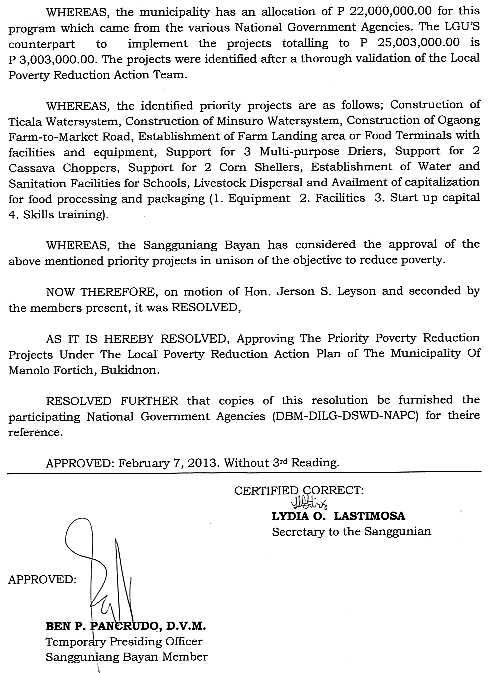 WHEREAS, the municipality has an allocation of P 22,000,000.00 for this
program which came from the various National Government Agencies. The LGU'S
counterpart to implement the projects totalling to P 25,003,000.00 is
P 3,003,000.00. The projects were identified after a thorough validation of the Local
Poverty Reduction Action Team.
WHEREAS, the identified priority projects are as follows; Construction of
Ticala Watersystem, Construction of Minsuro Watersystem, Construction of Ogaong
Farm-to-Market Road, Establishment of Farm Landing area or Food Terminals with
facilities and equipment, Support for 3 Multi-purpose Driers, Support for 2
Cassava Choppers, Support for 2 Corn Shellers, Establishment of Water and
Sanitation Facilities for Schools, Livestock Dispersal and Availment of capitalization
for food processing and packaging (1. Equipment 2. Facilities 3. Start up capital
4. Skills training).
WHEREAS, the Sangguniang Bayan has considered the approval of the
above mentioned priority projects in unison of the objective to reduce poverty.
NOW THEREFORE, on motion of Hon. Jerson S. Leyson and seconded by
the members present, it was RESOLVED,
AS IT IS HEREBY RESOLVED, Approving The Priority Poverty Reduction
Projects Under The Local Poverty Reduction Action Plan of The Municipality Of
Manolo Fortich, Bukidnon.
RESOLVED FURTHER that copies of this resolution be furnished the
participating National Government Agencies (DBM-DILG-DSWD-NAPC) for theire
reference.
APPROVED: February 7, 2013. Without 3rd Reading.
CERTIFIED CORRECT:
LYDIA O. LASTIMOSA
Secretary to the Sanggunian
APPROVED:
BEN P. PANCRUDO, D.V.M.
Temporary Presiding Officer
Sangguniang Bayan Member